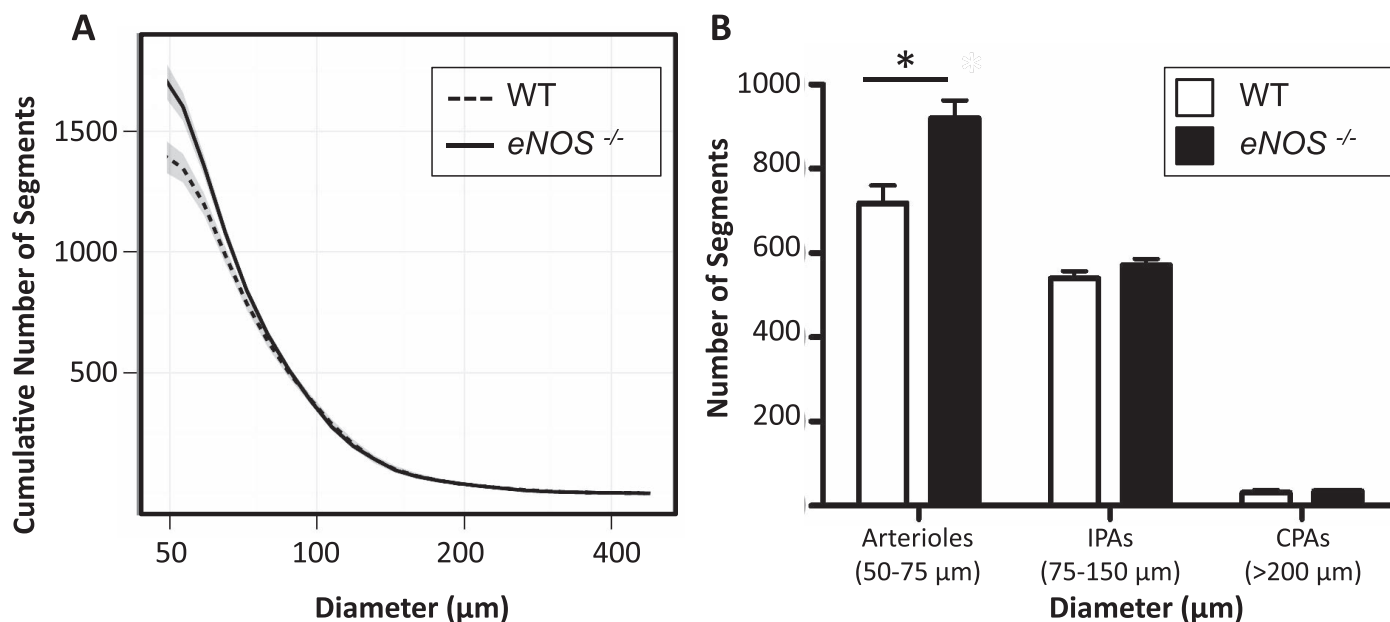 A
Cumulative Number of Segments
1500
1000
500
50 100 200 400
Diameter (µm)
WT
eNOS -/-
B
Number of Segments
1000
800
600
400
200
*
*
WT
eNOS -/-
Arterioles
(50-75 µm)
IPAs
(75-150 µm)
CPAs
(>200 µm)
Diameter (µm)